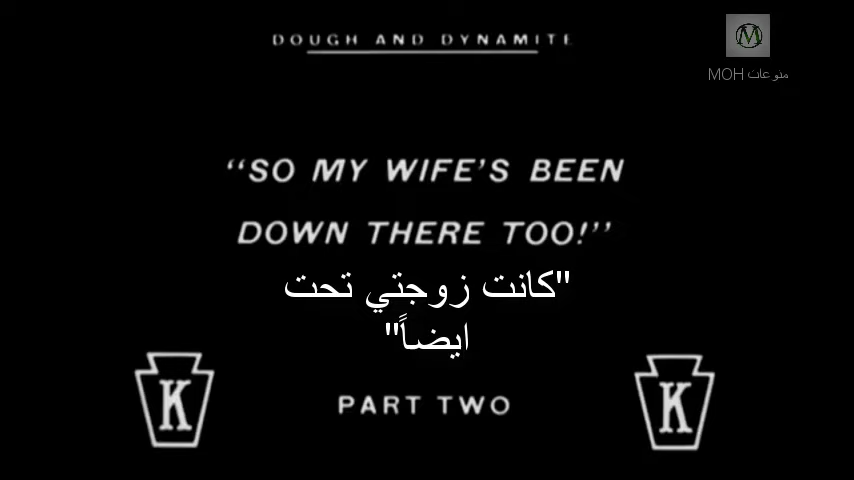 DOUGH AND DYNAMITE
منوعات MOH
“SO MY WIFE’S BEEN
DOWN THERE TOO!”
"كانت زوجتي تحت
ايضاً"
K
PART TWO
K